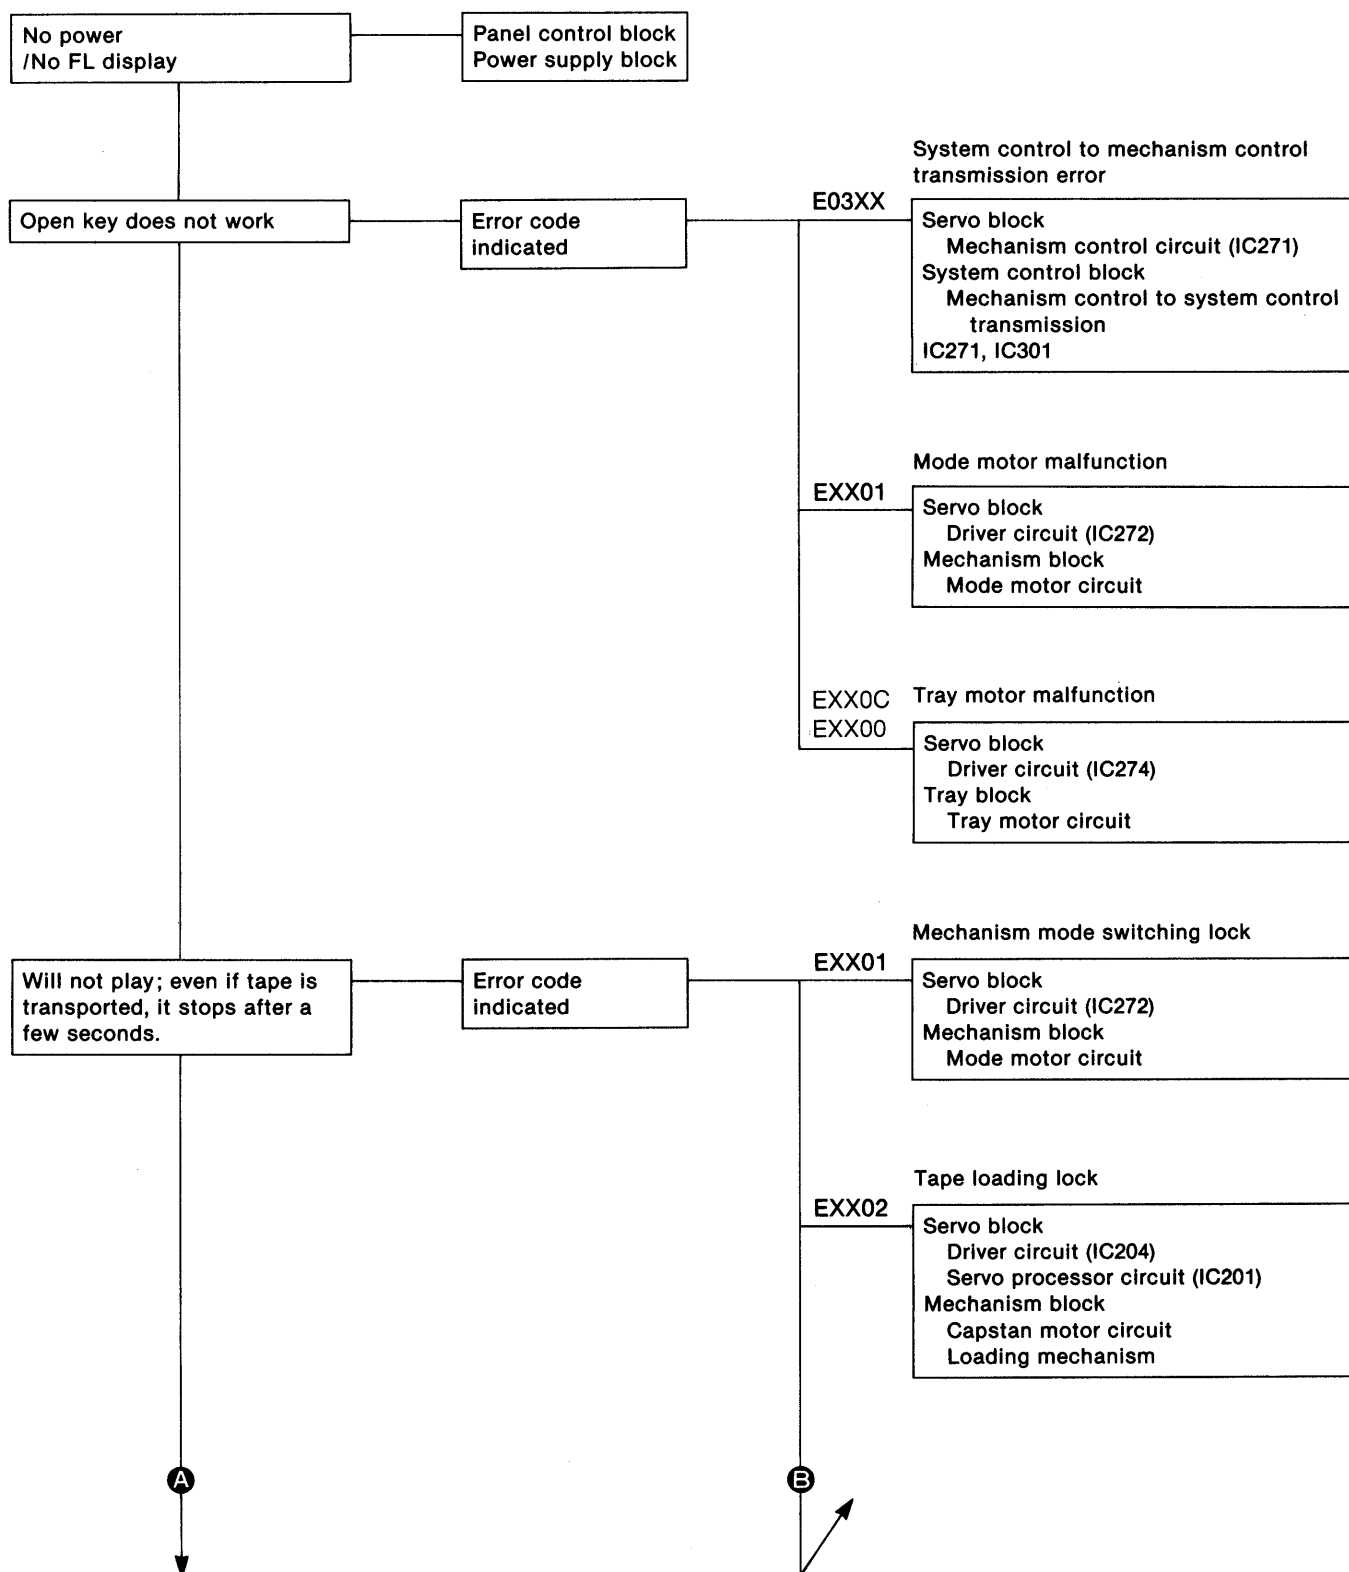 No power
/No FL display
Panel control block
Power supply block
Open key does not work
Error code
indicated
System control to mechanism control
transmission error
E03XX
Servo block
Mechanism control circuit (IC271)
System control block
Mechanism control to system control
transmission
IC271, IC301
Mode motor malfunction
EXX01
Servo block
Driver circuit (IC272)
Mechanism block
Mode motor circuit
EXX0C
EXX00
Tray motor malfunction
Servo block
Driver circuit (IC274)
Tray block
Tray motor circuit
Will not play; even if tape is
transported, it stops after a
few seconds.
Error code
indicated
Mechanism mode switching lock
EXX01
Servo block
Driver circuit (IC272)
Mechanism block
Mode motor circuit
Tape loading lock
EXX02
Servo block
Driver circuit (IC204)
Servo processor circuit (IC201)
Mechanism block
Capstan motor circuit
Loading mechanism
A
B